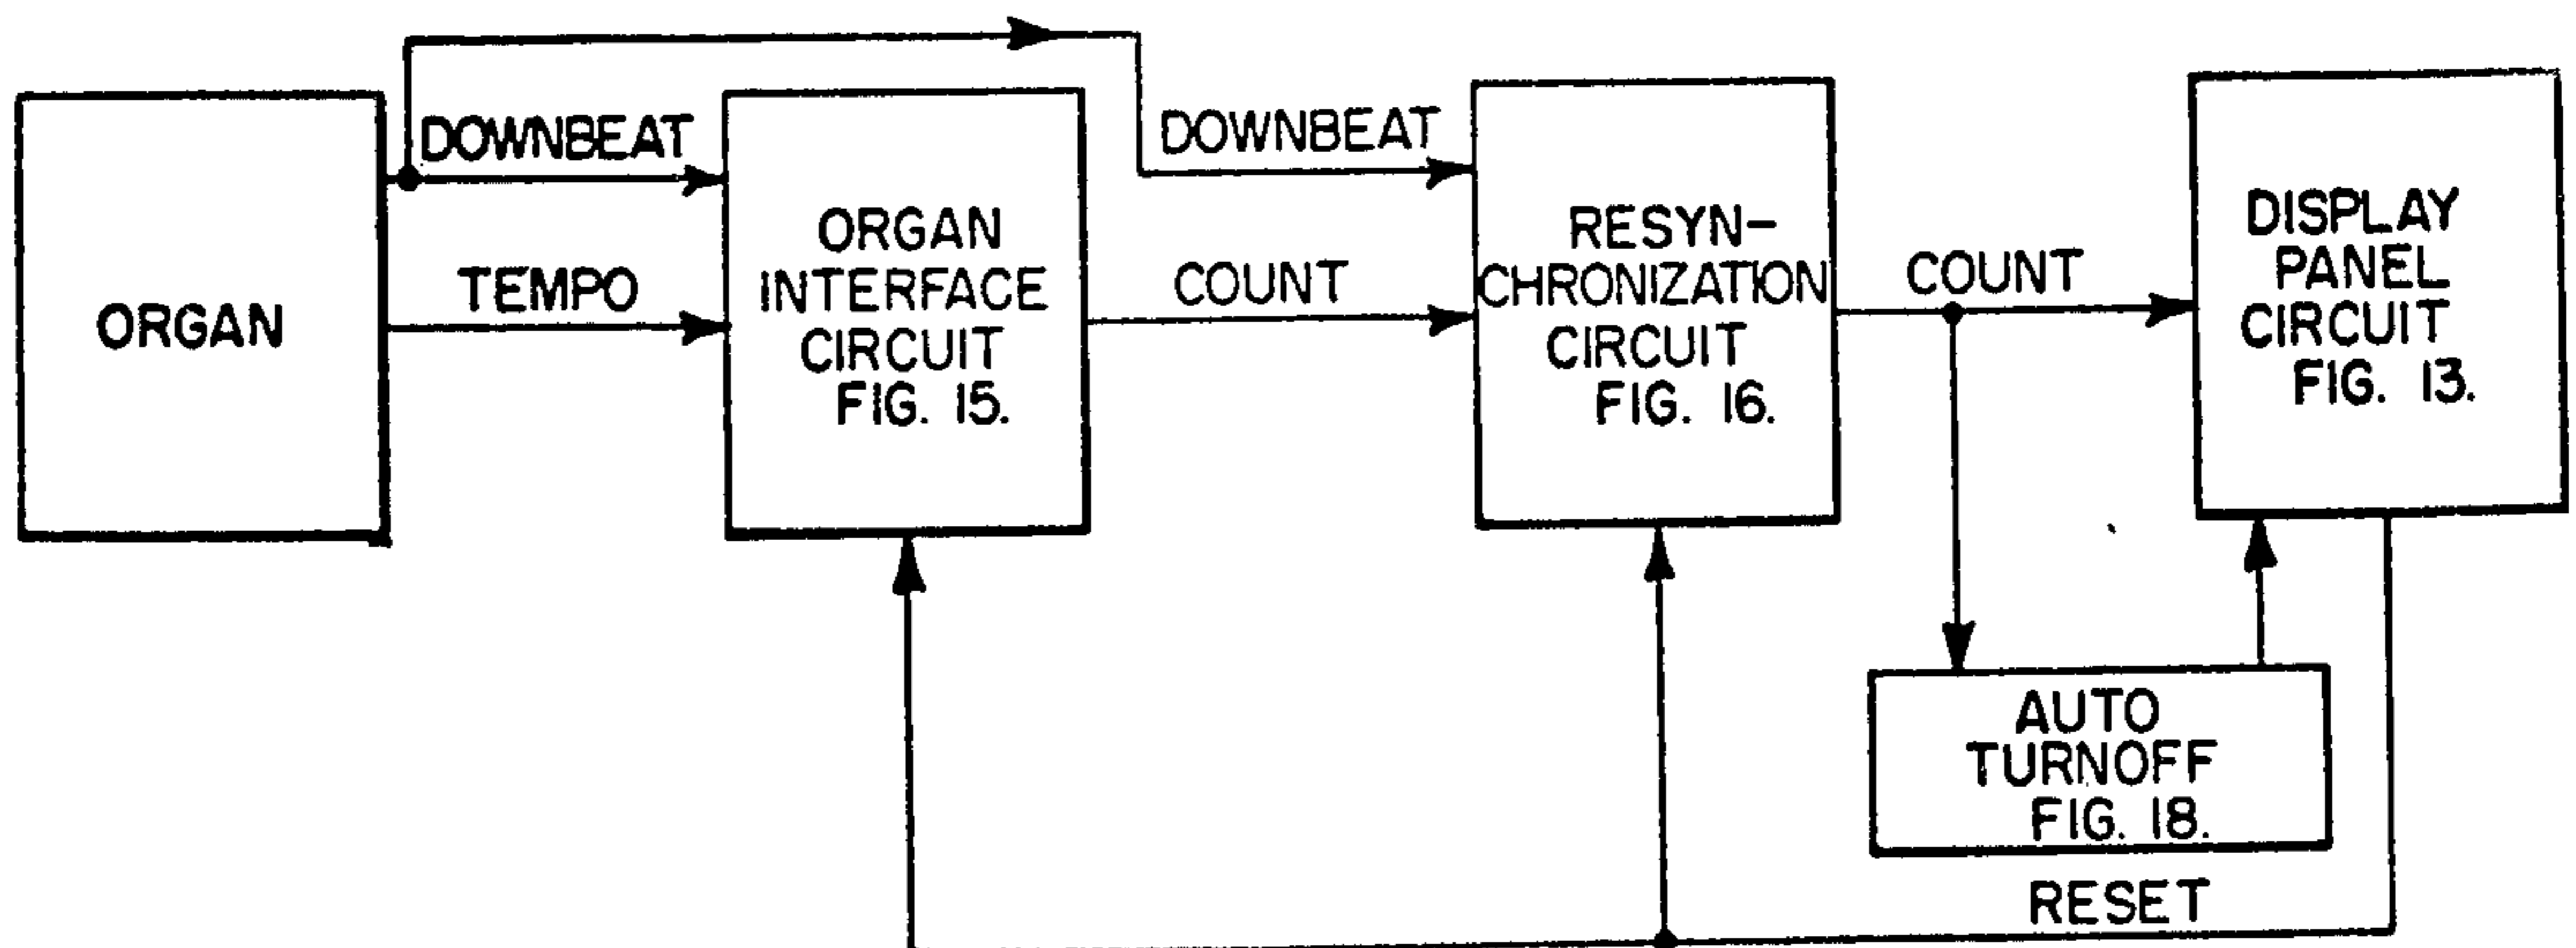 DOWNBEAT
TEMPO
ORGAN
ORGAN
INTERFACE
CIRCUIT
FIG. 15.
DOWNBEAT
COUNT
RESYN-
CHRONIZATION
CIRCUIT
FIG. 16.
COUNT
DISPLAY
PANEL
CIRCUIT
FIG. 13.
AUTO
TURNOFF
FIG. 18.
RESET